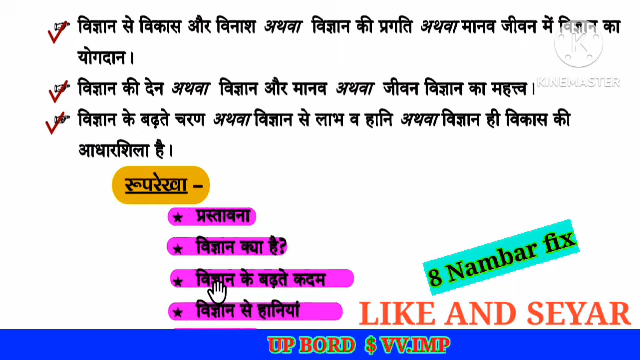 विज्ञान से विकास और विनाश अथवा विज्ञान की प्रगति अथवा मानव जीवन में विज्ञान का
योगदान।
विज्ञान की देन अथवा विज्ञान और मानव अथवा जीवन विज्ञान का महत्त्व।
विज्ञान के बढ़ते चरण अथवा विज्ञान से लाभ व हानि अथवा विज्ञान ही विकास की
आधारशिला है।
KINEMASTER
रूपरेखा –
★ प्रस्तावना
★ विज्ञान क्या है?
★ विज्ञान के बढ़ते कदम
★ विज्ञान से हानियां
8 Nambar fix
LIKE AND SEYAR
UP BORD $ VV.IMP